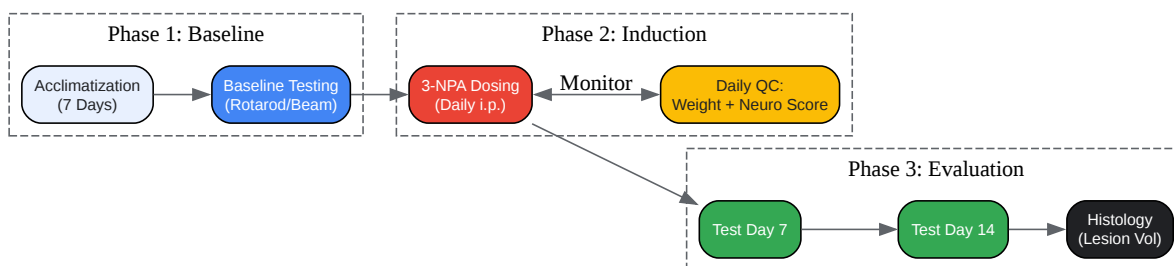 Phase 1: Baseline
Acclimatization
(7 Days)
Baseline Testing
(Rotarod/Beam)
Phase 2: Induction
3-NPA Dosing
(Daily i.p.)
Monitor
Daily QC:
Weight + Neuro Score
Phase 3: Evaluation
Test Day 7
Test Day 14
Histology
(Lesion Vol)